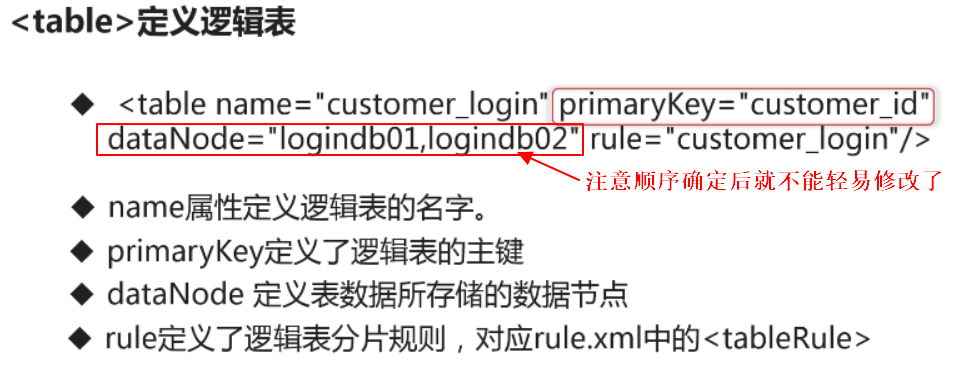 <table>定义逻辑表
◆ <table name="customer_login" primaryKey="customer_id"
dataNode="logindb01,logindb02" rule="customer_login"/>
注意顺序确定后就不能轻易修改了
◆ name属性定义逻辑表的名字。
◆ primaryKey定义了逻辑表的主键
◆ dataNode 定义表数据所存储的数据节点
◆ rule定义了逻辑表分片规则，对应rule.xml中的<tableRule>